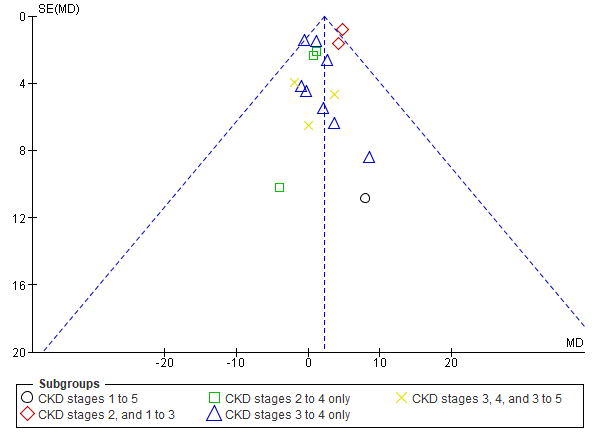 SE(MD)
0
4
8
12
16
20
-20 -10 0 10 20
MD
Subgroups
CKD stages 1 to 5 CKD stages 2 to 4 only CKD stages 3, 4, and 3 to 5
CKD stages 2, and 1 to 3 CKD stages 3 to 4 only